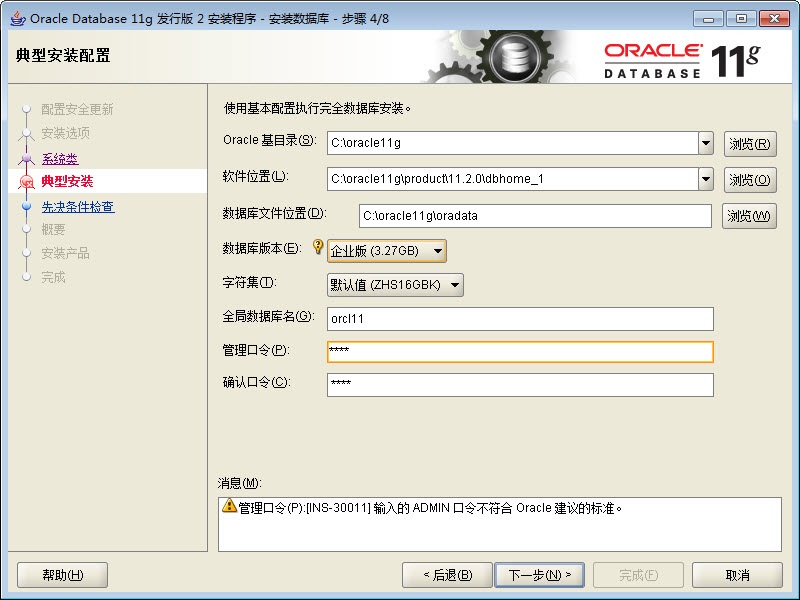 Oracle Database 11g 发行版 2 安装程序 - 安装数据库 - 步骤 4/8
典型安装配置
ORACLE 11g
DATABASE
配置安全更新
安装选项
系统类
典型安装
先决条件检查
概要
安装产品
完成
使用基本配置执行完全数据库安装。
Oracle 基目录(S): C:\oracle11g 浏览(R)
软件位置(L): C:\oracle11g\product\11.2.0\dbhome_1 浏览(O)
数据库文件位置(D): C:\oracle11g\oradata 浏览(W)
数据库版本(E): 企业版 (3.27GB)
字符集(T): 默认值 (ZHS16GBK)
全局数据库名(G): orcl11
管理口令(P): ****
确认口令(C): ****
消息(M):
管理口令(P):[INS-30011] 输入的 ADMIN 口令不符合 Oracle 建议的标准。
帮助(H) < 后退(B) 下一步(N) > 完成(F) 取消